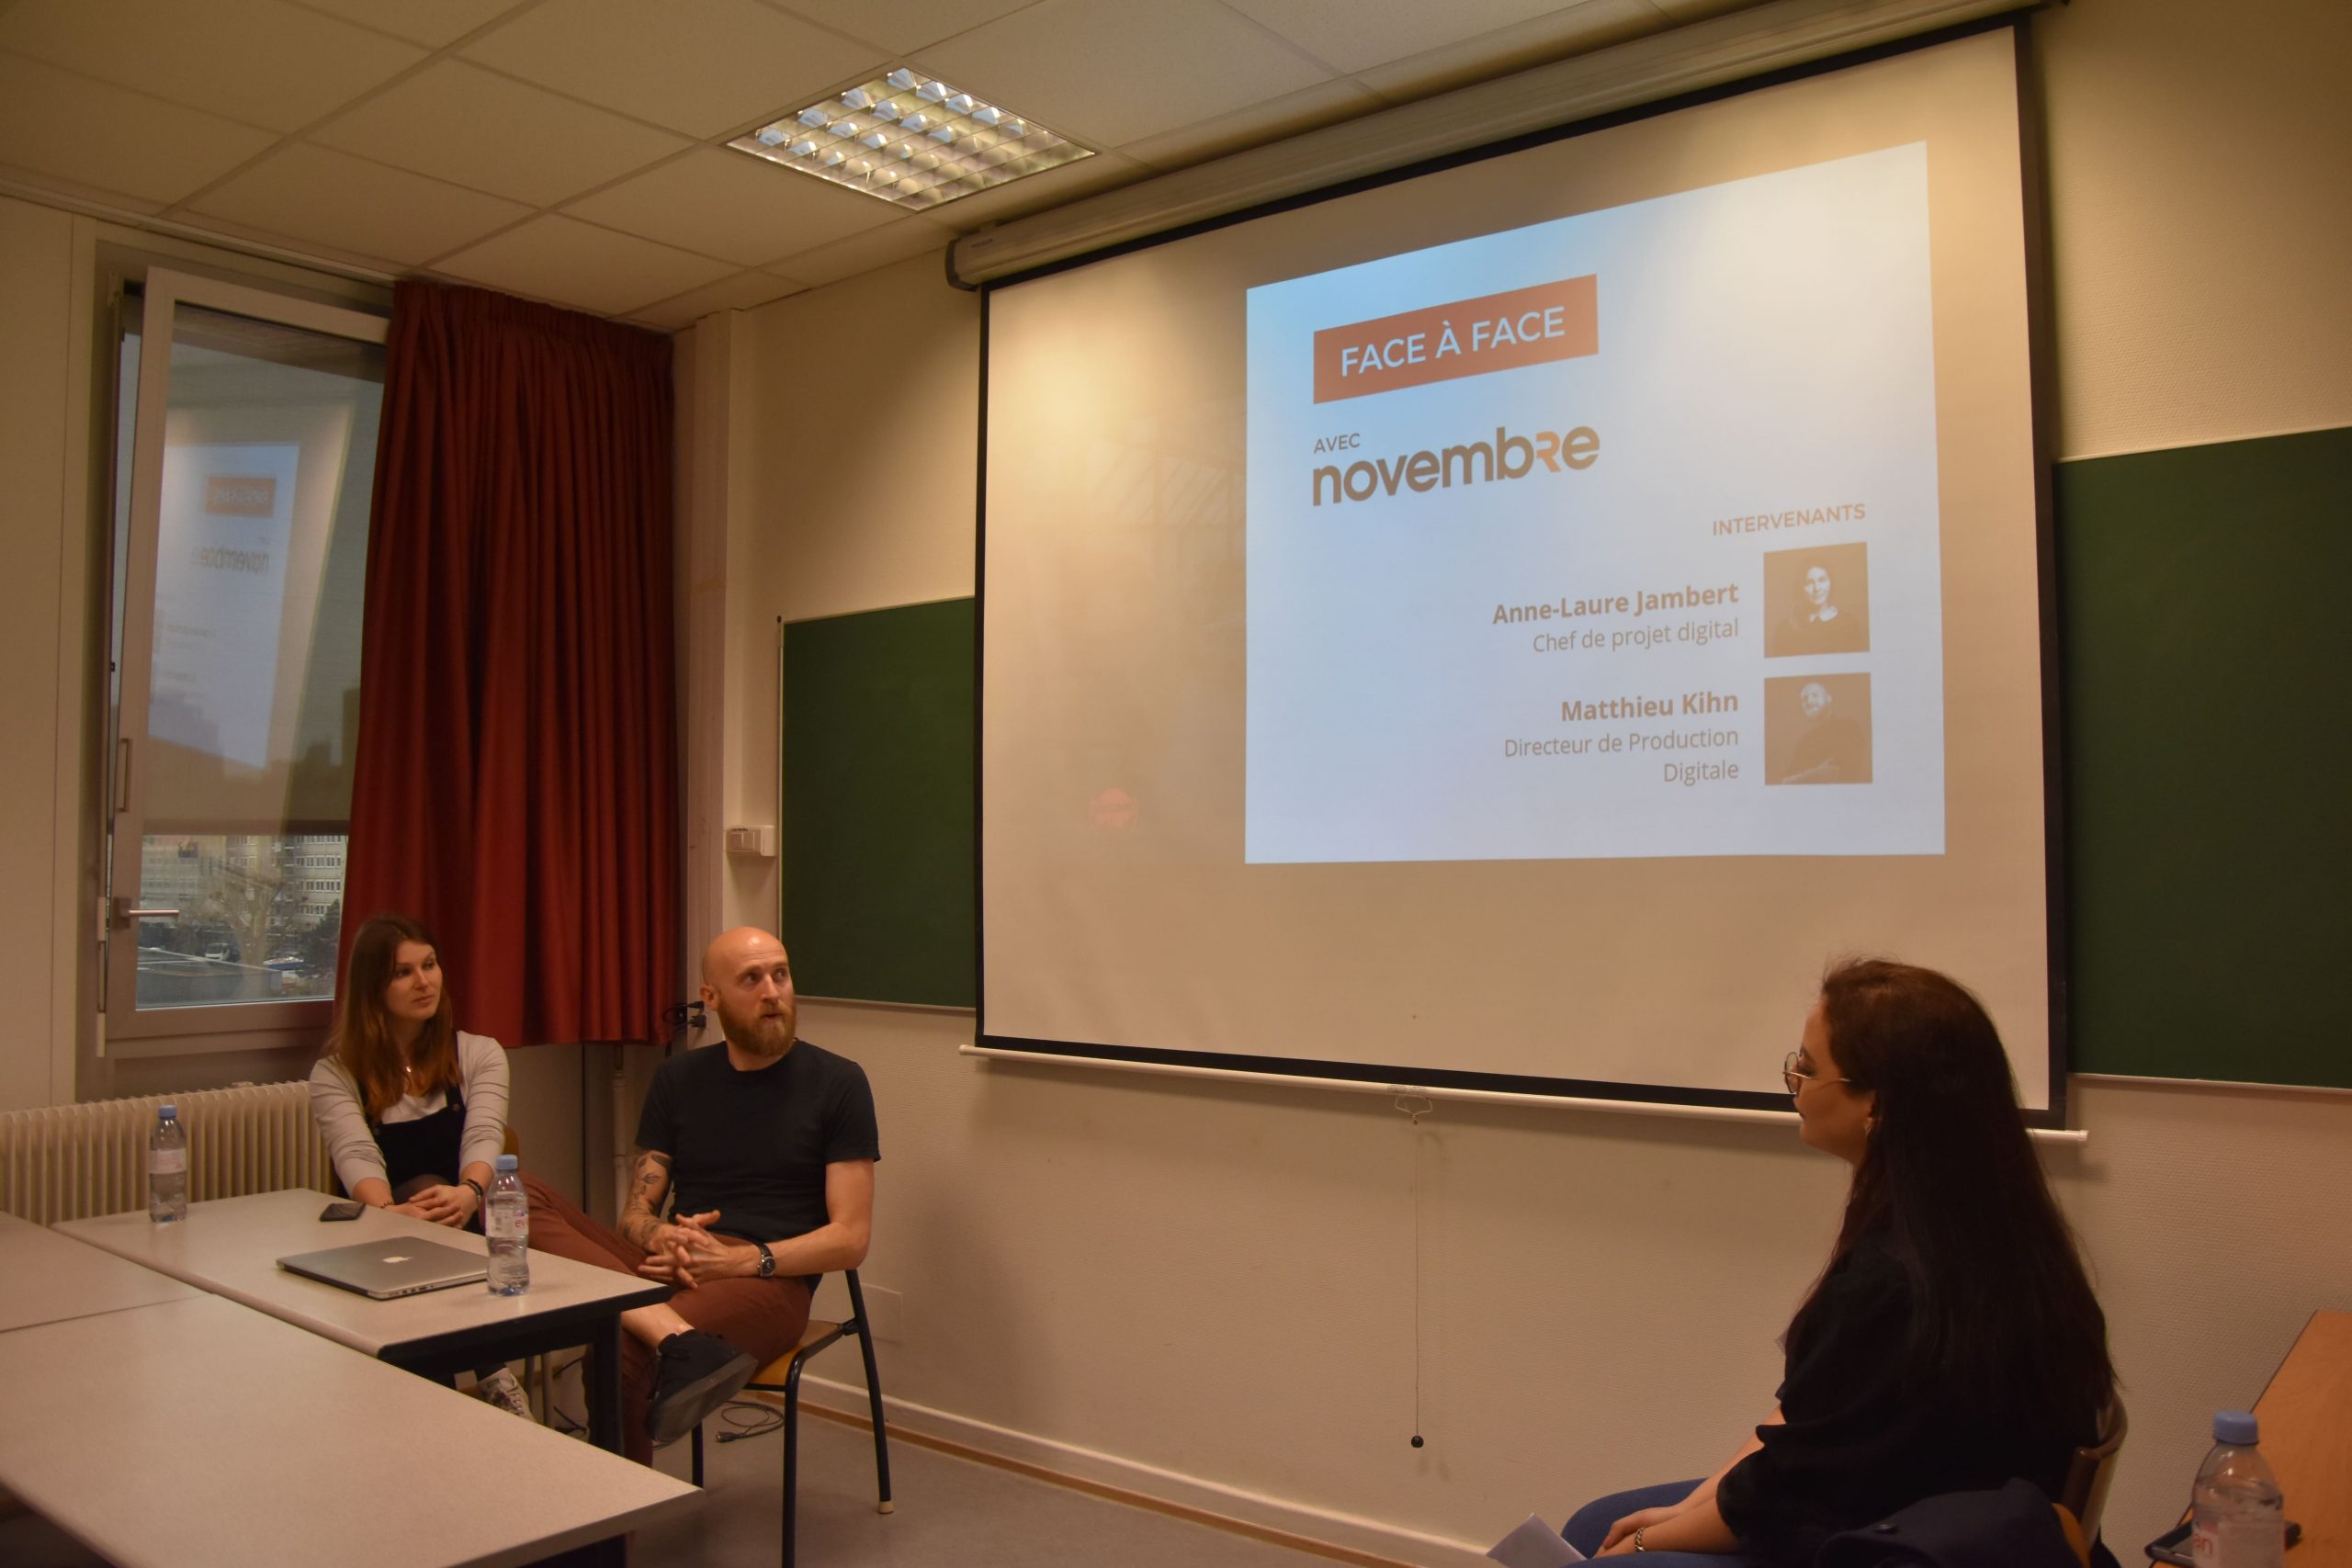 FACE À FACE
AVEC
novembre
INTERVENANTS
Anne-Laure Jambert
Chef de projet digital
Matthieu Kihn
Directeur de Production
Digitale